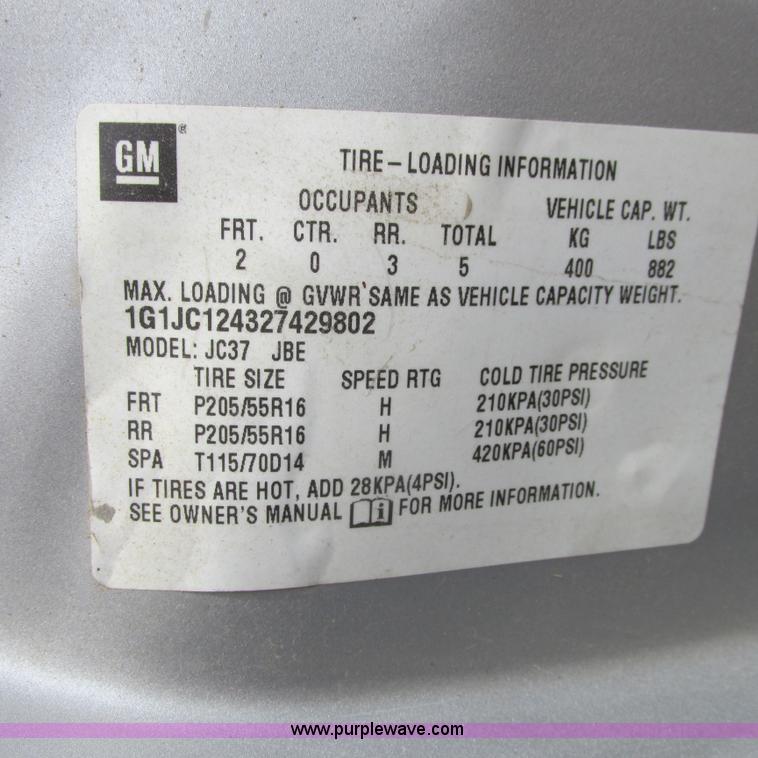 GM ®
TIRE-LOADING INFORMATION
OCCUPANTS VEHICLE CAP. WT.
FRT. CTR. RR. TOTAL KG LBS
2 0 3 5 400 882
MAX. LOADING @ GVWR SAME AS VEHICLE CAPACITY WEIGHT.
1G1JC124327429802
MODEL: JC37 JBE
TIRE SIZE SPEED RTG COLD TIRE PRESSURE
FRT P205/55R16 H 210KPA(30PSI)
RR P205/55R16 H 210KPA(30PSI)
SPA T115/70D14 M 420KPA(60PSI)
IF TIRES ARE HOT, ADD 28KPA(4PSI).
SEE OWNER'S MANUAL i FOR MORE INFORMATION.
www.purplewave.com